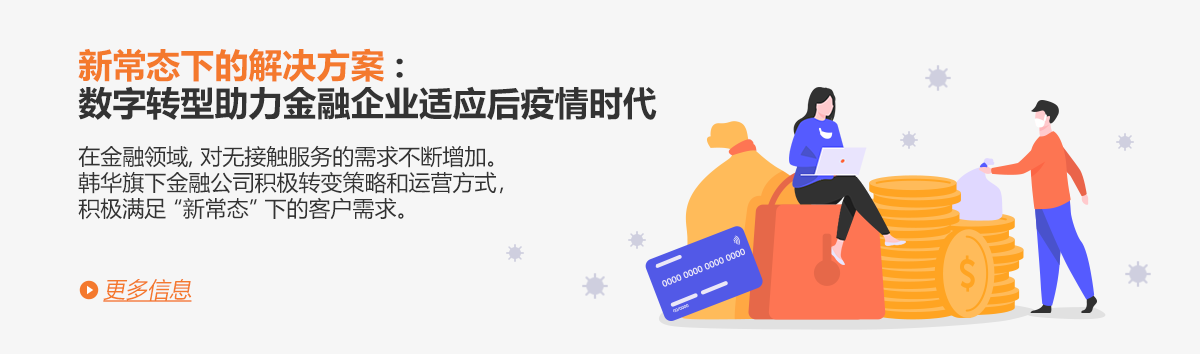 新常态下的解决方案：
数字转型助力金融企业适应后疫情时代
在金融领域, 对无接触服务的需求不断增加。
韩华旗下金融公司积极转变策略和运营方式，
积极满足 “新常态” 下的客户需求。
更多信息
0000 0000 0000 0000
$